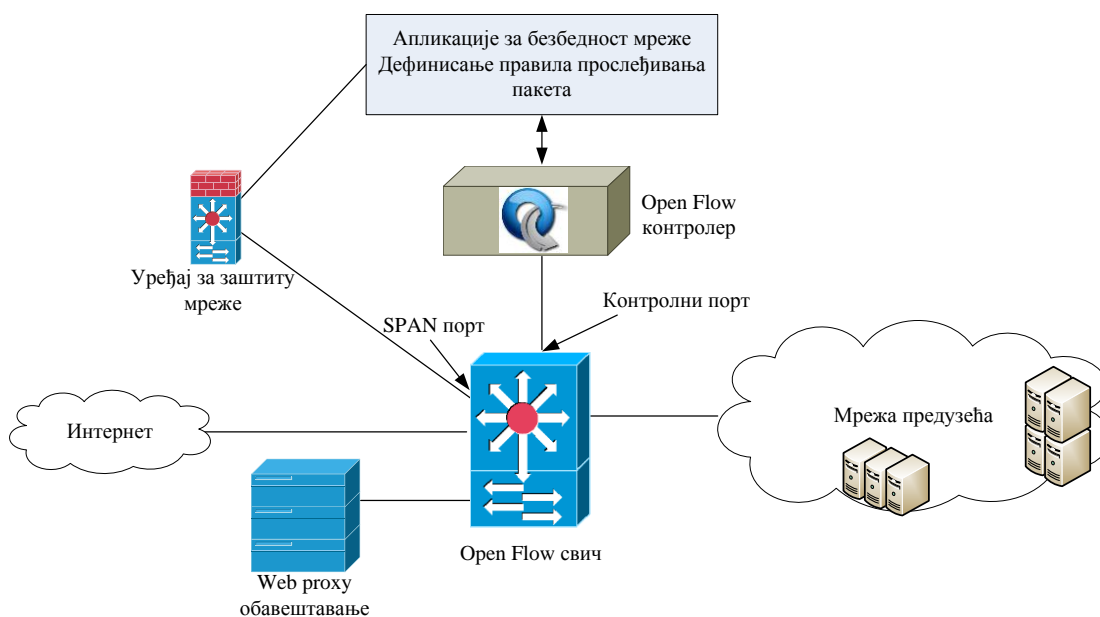 Апликације за безбедност мреже
Дефинисање правила прослеђивања
пакета
Open Flow
контролер
Уређај за заштиту
мреже
SPAN порт
Контролни порт
Интернет
Мрежа предузећа
Open Flow свич
Web proxy
обавештавање